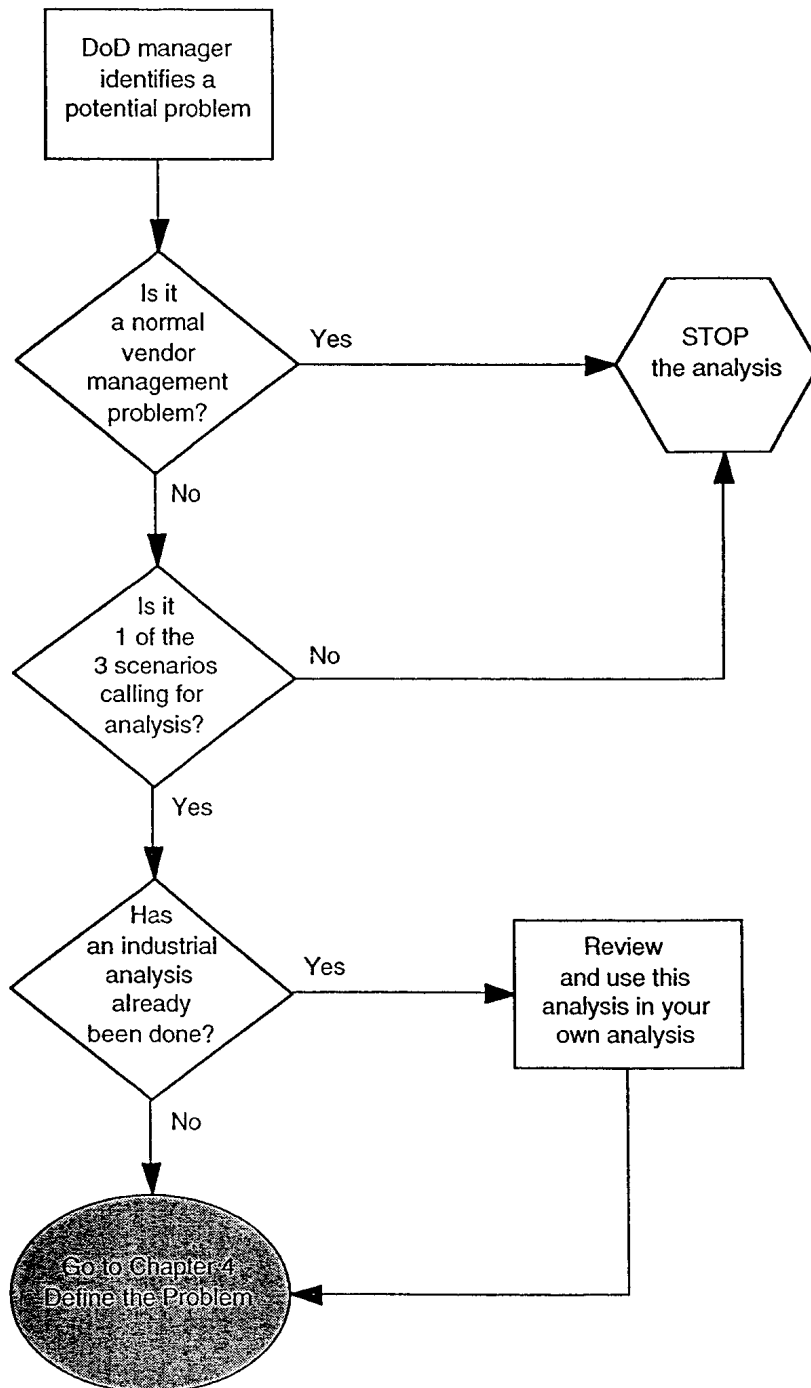 DoD manager
identifies a
potential problem
Is it
a normal
vendor
management
problem?
Yes
STOP
the analysis
No
Is it
1 of the
3 scenarios
calling for
analysis?
No
Yes
Has
an industrial
analysis
already
been done?
Yes
Review
and use this
analysis in your
own analysis
No
Go to Chapter 4
Define the Problem